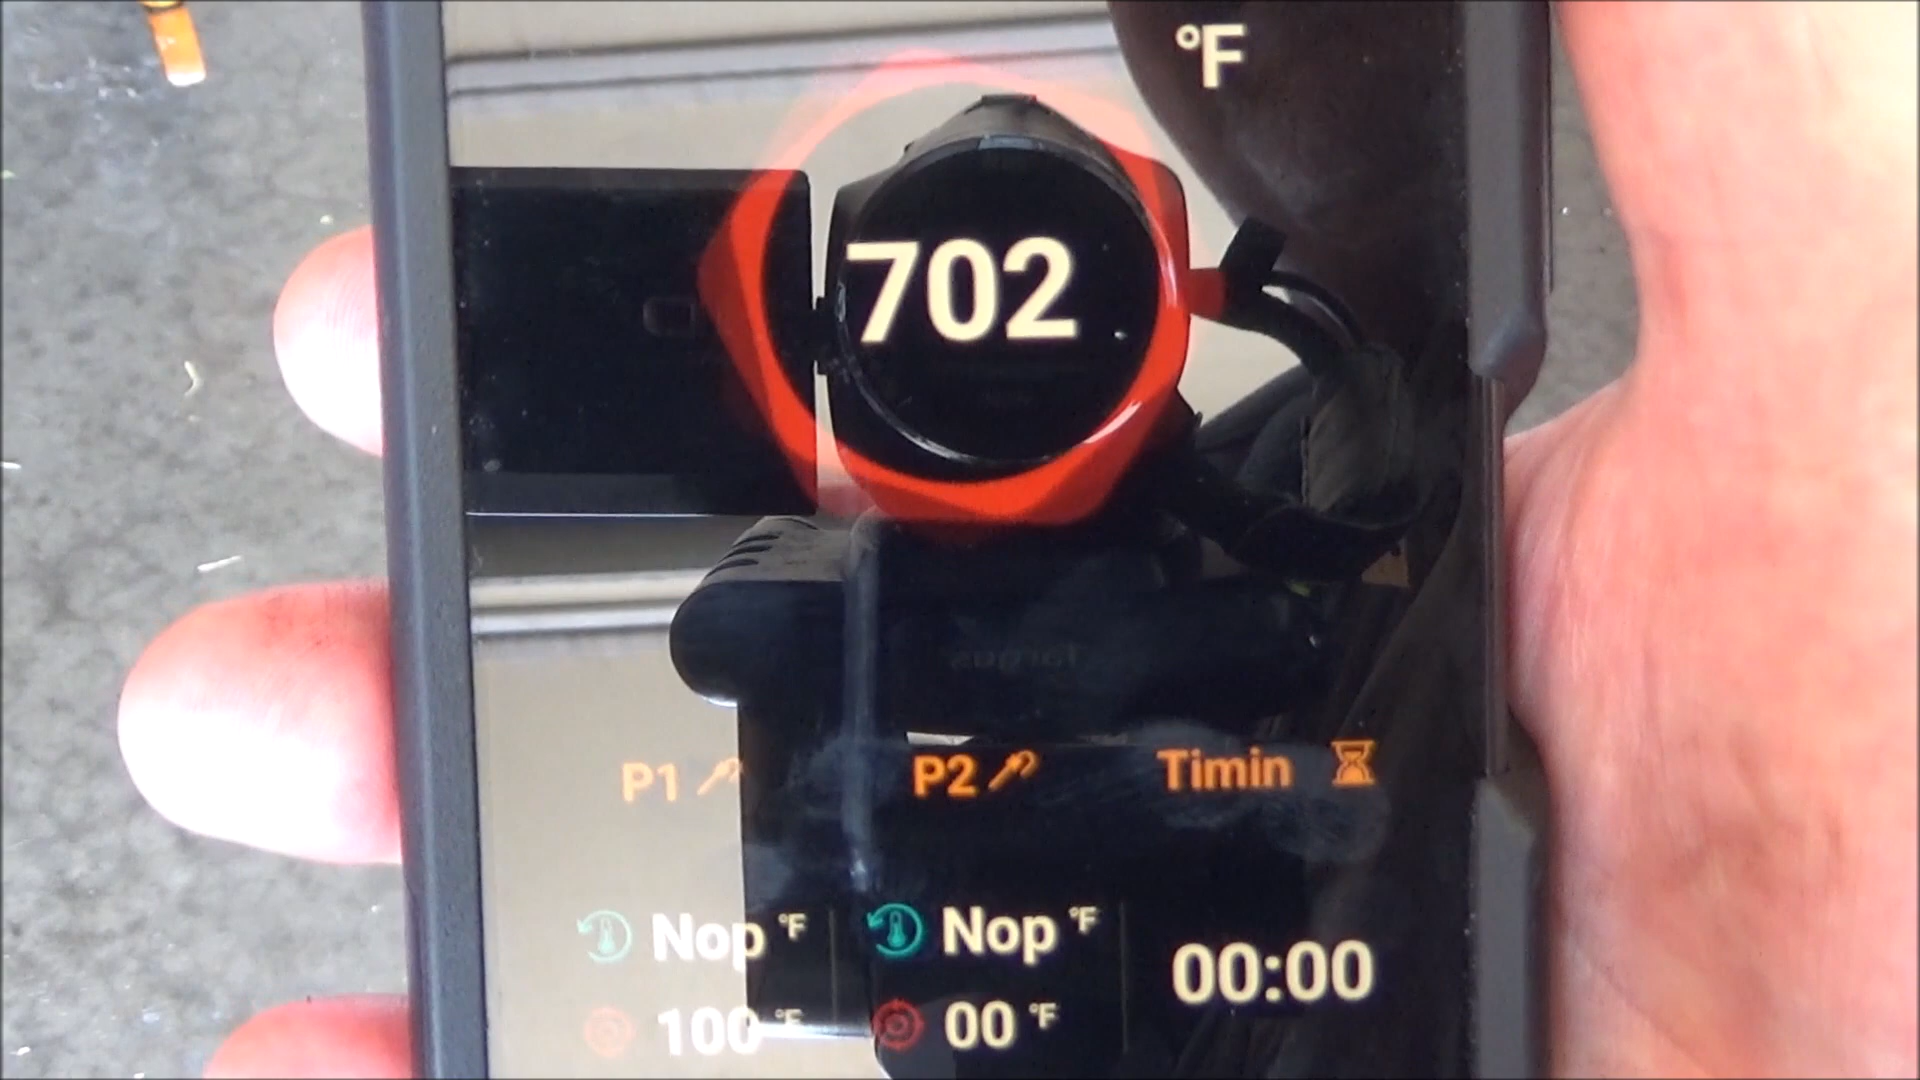 °F
702
P1 P2 Timin
Nop °F Nop °F
00:00
100 °F 00 °F